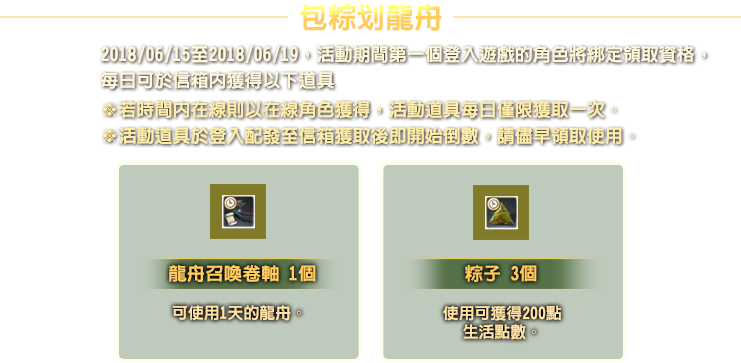 包粽划龍舟
2018/06/15至2018/06/19，活動期間第一個登入遊戲的角色將綁定領取資格，
每日可於信箱內獲得以下道具
※若時間內在線則以在線角色獲得，活動道具每日僅限獲取一次。
※活動道具於登入配發至信箱獲取後即開始倒數，請儘早領取使用。
龍舟召喚卷軸 1個
可使用1天的龍舟。
粽子 3個
使用可獲得200點
生活點數。